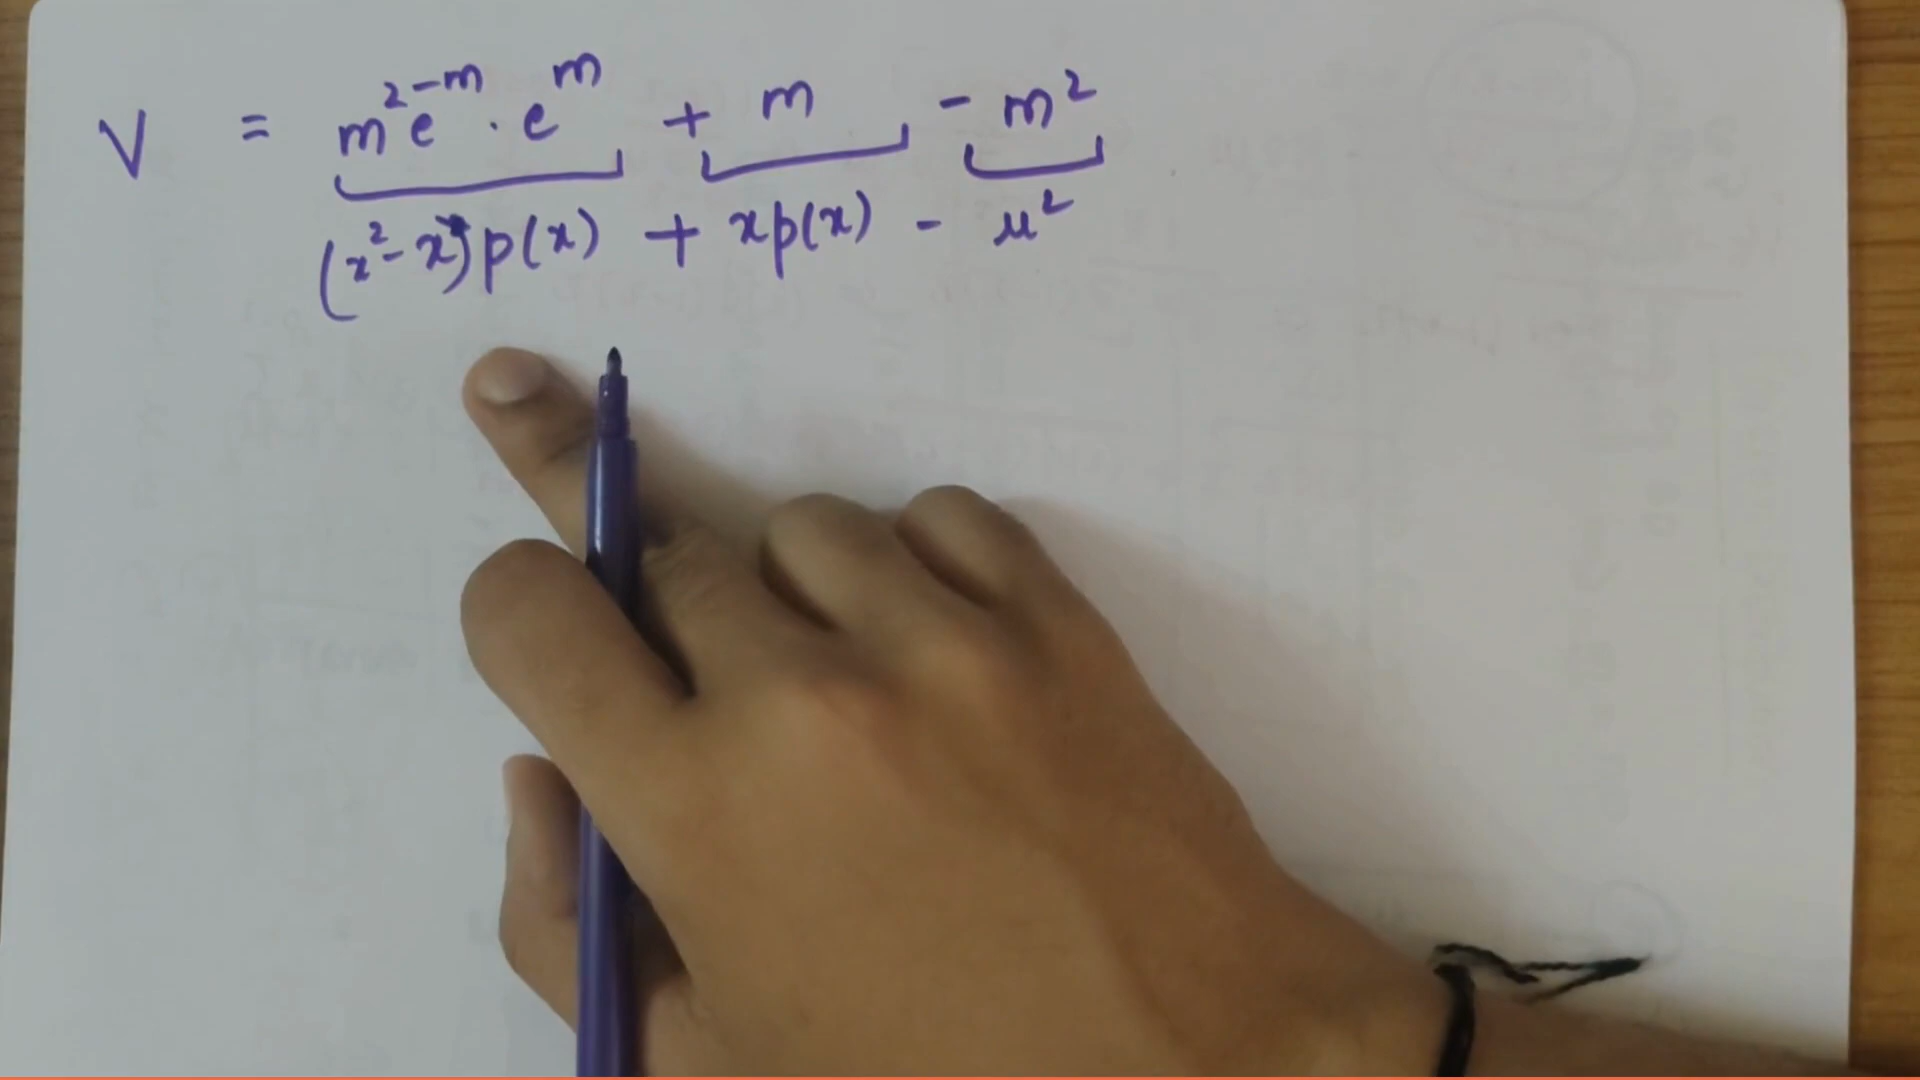 V = m²e⁻ᵐ · eᵐ + m - m²
(x² - x) p(x) + x p(x) - μ²